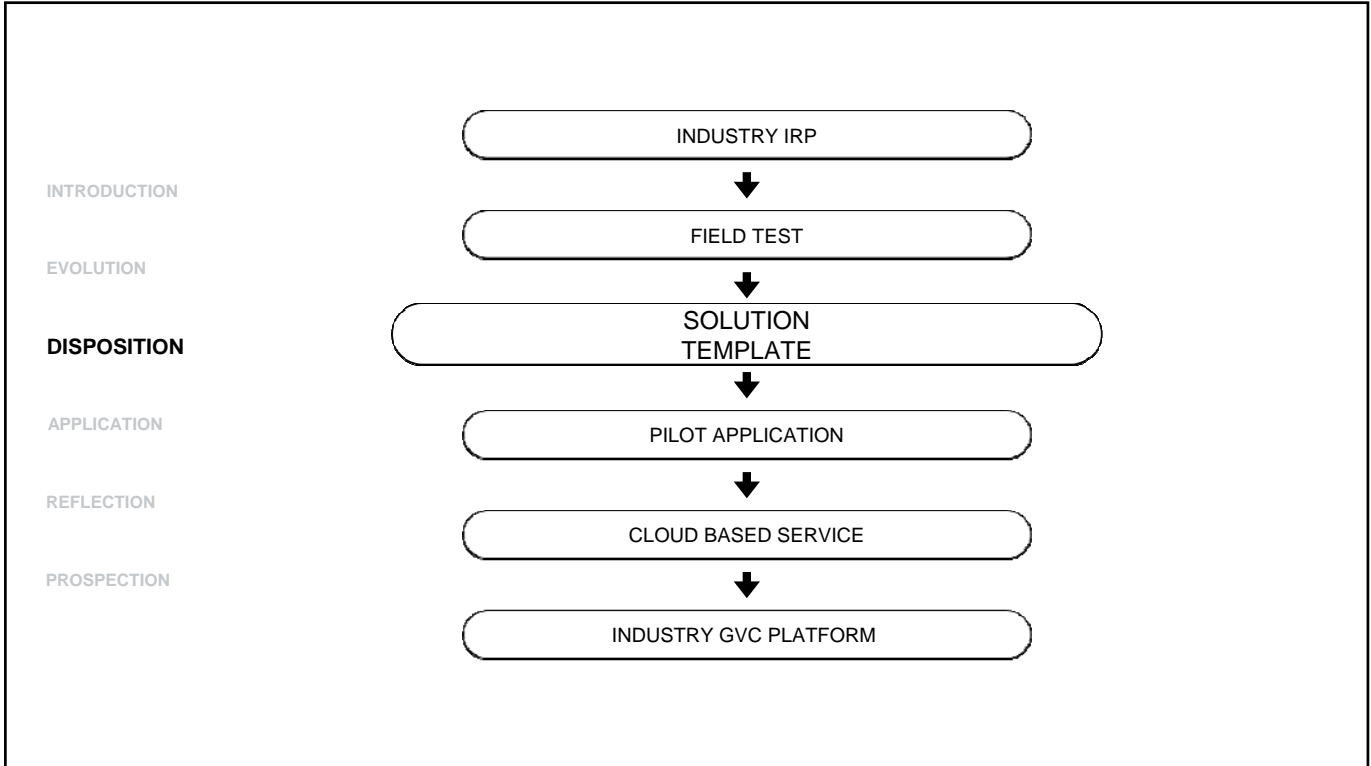 INTRODUCTION
EVOLUTION
DISPOSITION
APPLICATION
REFLECTION
PROSPECTION
INDUSTRY IRP
FIELD TEST
SOLUTION
TEMPLATE
PILOT APPLICATION
CLOUD BASED SERVICE
INDUSTRY GVC PLATFORM